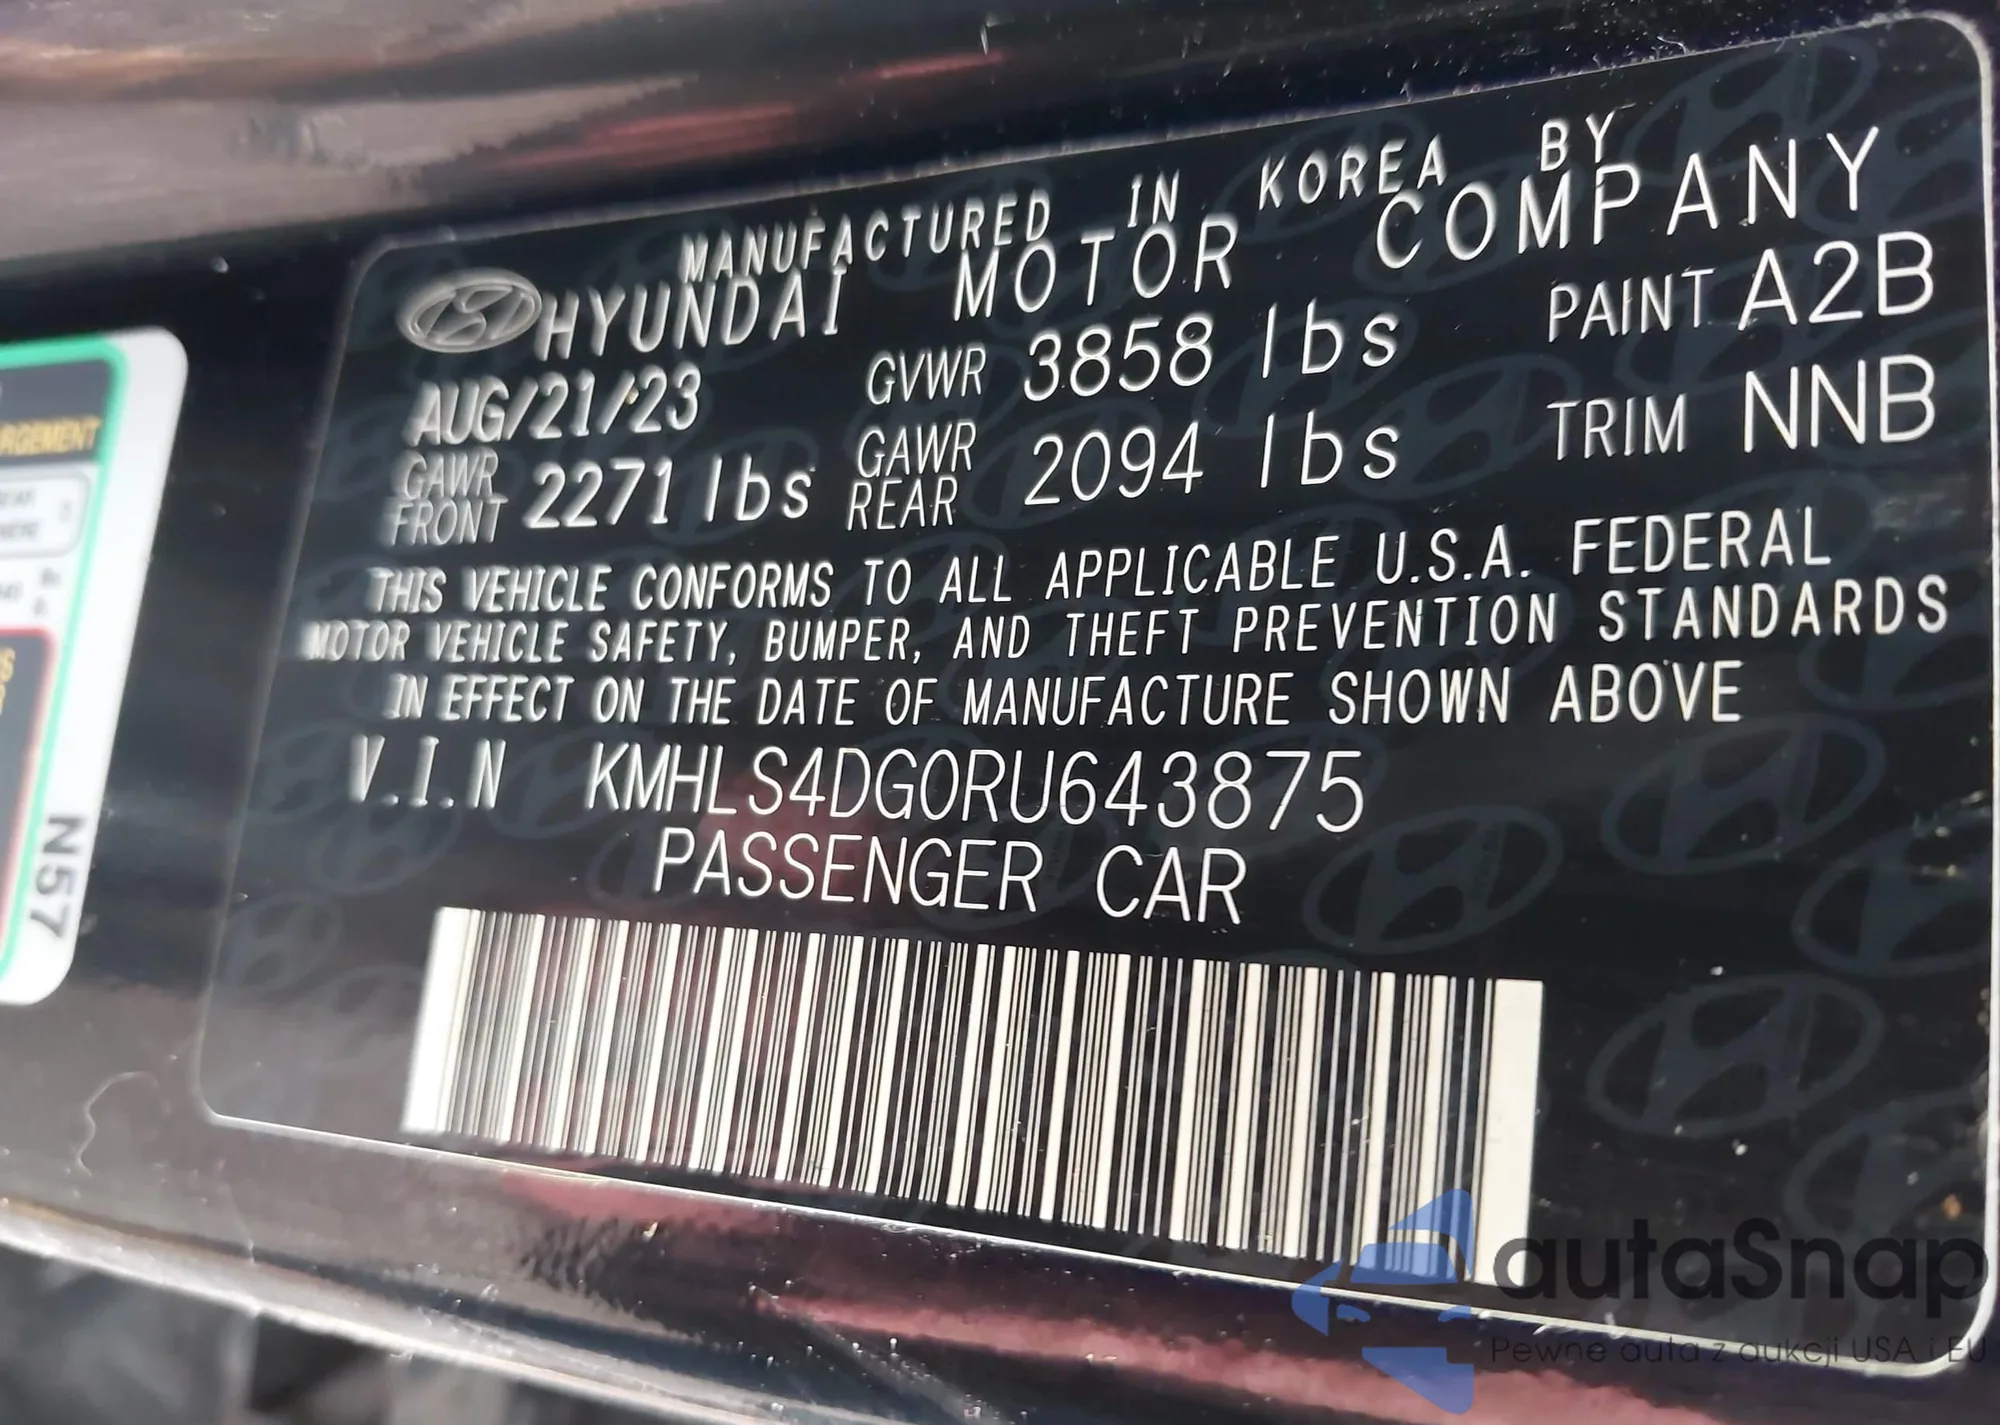 MANUFACTURED IN KOREA BY
HYUNDAI MOTOR COMPANY
AUG/21/23 GVWR 3858 lbs PAINT A2B
GAWR FRONT 2271 lbs GAWR REAR 2094 lbs TRIM NNB
THIS VEHICLE CONFORMS TO ALL APPLICABLE U.S.A. FEDERAL
MOTOR VEHICLE SAFETY, BUMPER, AND THEFT PREVENTION STANDARDS
IN EFFECT ON THE DATE OF MANUFACTURE SHOWN ABOVE
V.I.N KMHLS4DG0RU643875
PASSENGER CAR
RGEMENT
N57
autaSnap
Pewne auta z aukcji USA i EU